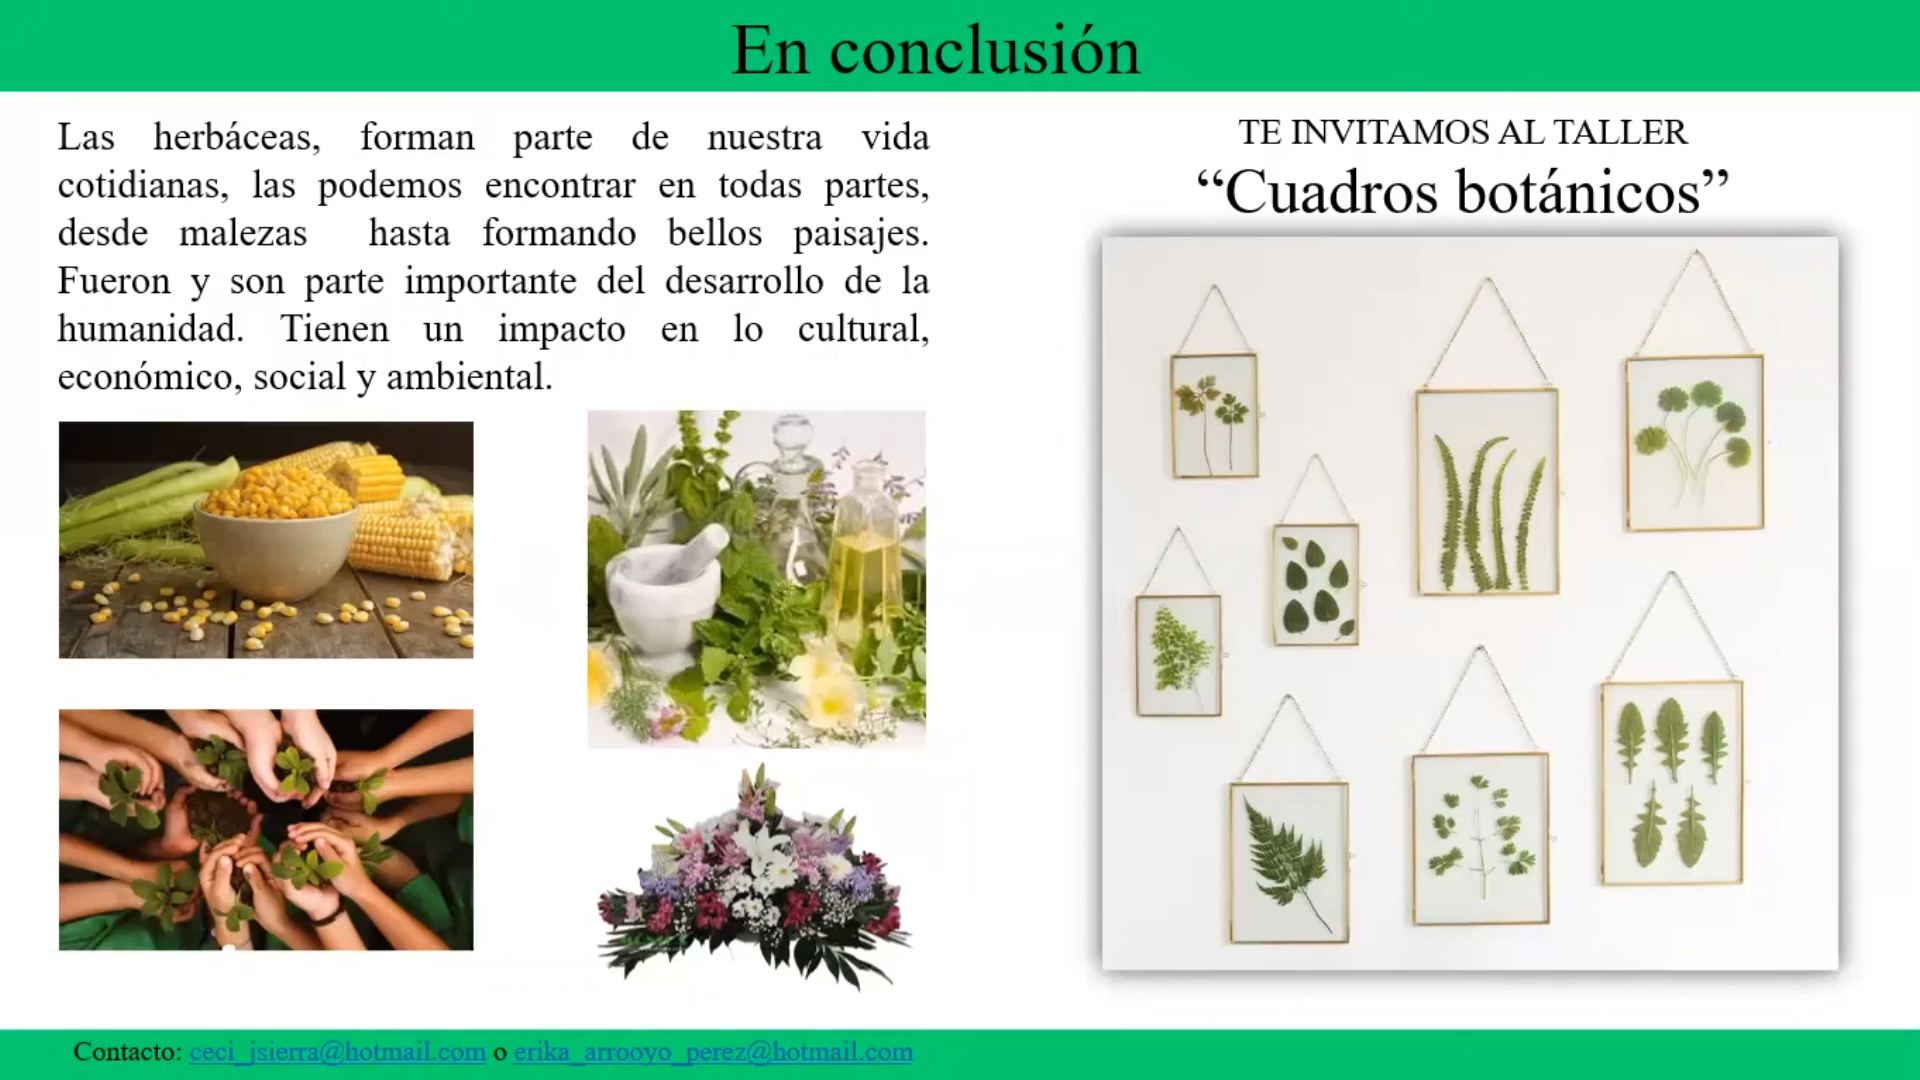 En conclusión
Las herbáceas, forman parte de nuestra vida
cotidianas, las podemos encontrar en todas partes,
desde malezas hasta formando bellos paisajes.
Fueron y son parte importante del desarrollo de la
humanidad. Tienen un impacto en lo cultural,
económico, social y ambiental.
TE INVITAMOS AL TALLER
“Cuadros botánicos”
Contacto: ceci_jsierra@hotmail.com o erika_arrooyo_perez@hotmail.com